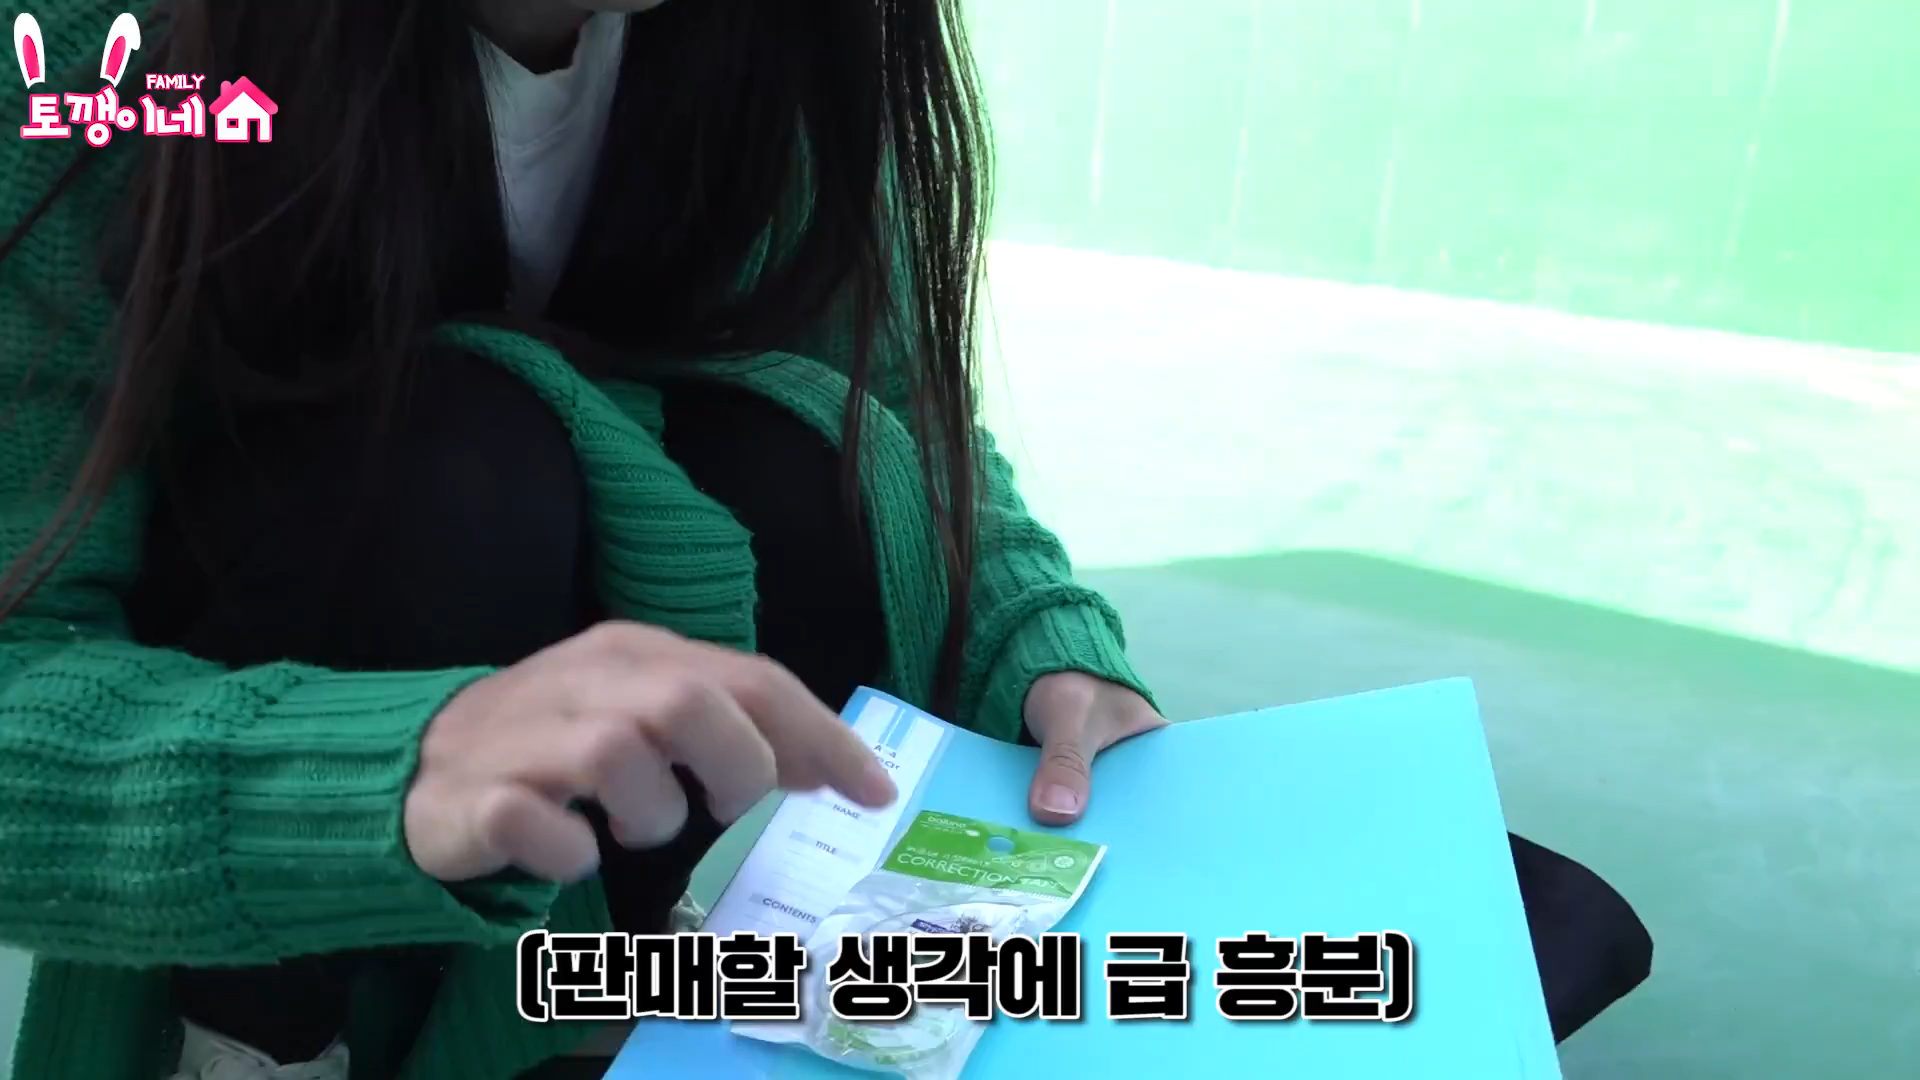 FAMILY
토깽이네
NAME
TITLE
CONTENTS
CORRECTION
(판매할 생각에 급 흥분)